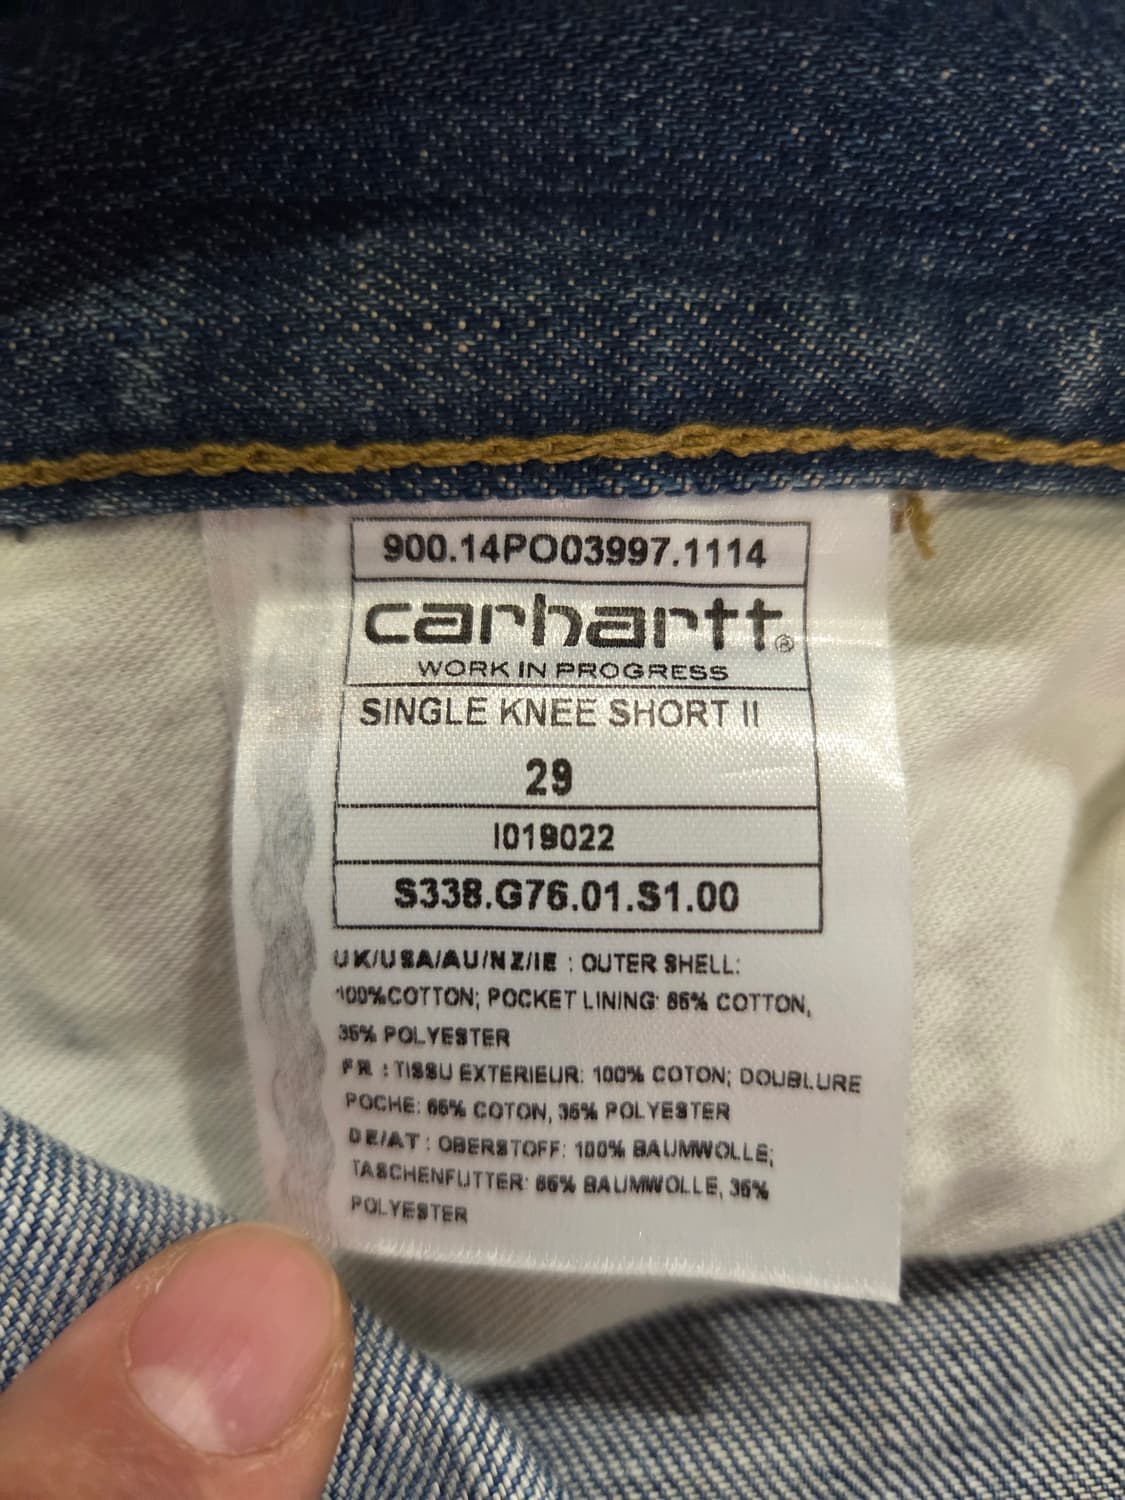 900.14PO03997.1114
carhartt®
WORK IN PROGRESS
SINGLE KNEE SHORT II
29
I019022
S338.G76.01.S1.00
UK/USA/AU/NZ/IE : OUTER SHELL:
100%COTTON; POCKET LINING: 65% COTTON,
35% POLYESTER
FR : TISSU EXTERIEUR: 100% COTON; DOUBLURE
POCHE: 65% COTON, 35% POLYESTER
DE/AT : OBERSTOFF: 100% BAUMWOLLE;
TASCHENFUTTER: 65% BAUMWOLLE, 35%
POLYESTER